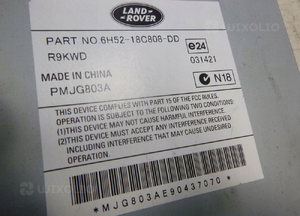 LAND-
ROVER
PART NO.6H52-18C808-DD
R9KWD
e24
031421
MADE IN CHINA
N18
PMJG803A
THIS DEVICE COMPLIES WITH PART 15 OF THE FCC RULES
OPERATION IS SUBJECT TO THE FOLLOWING TWO CONDITIONS
(1)THIS DEVICE MAY NOT CAUSE HARMFUL INTERFERENCE, AND
(2)THIS DEVICE MUST ACCEPT ANY INTERFERENCE RECEIVED
INCLUDING INTERFERENCE THAT MAY CAUSE
UNDESIRED OPERATION.
*MJG803AE90437070*